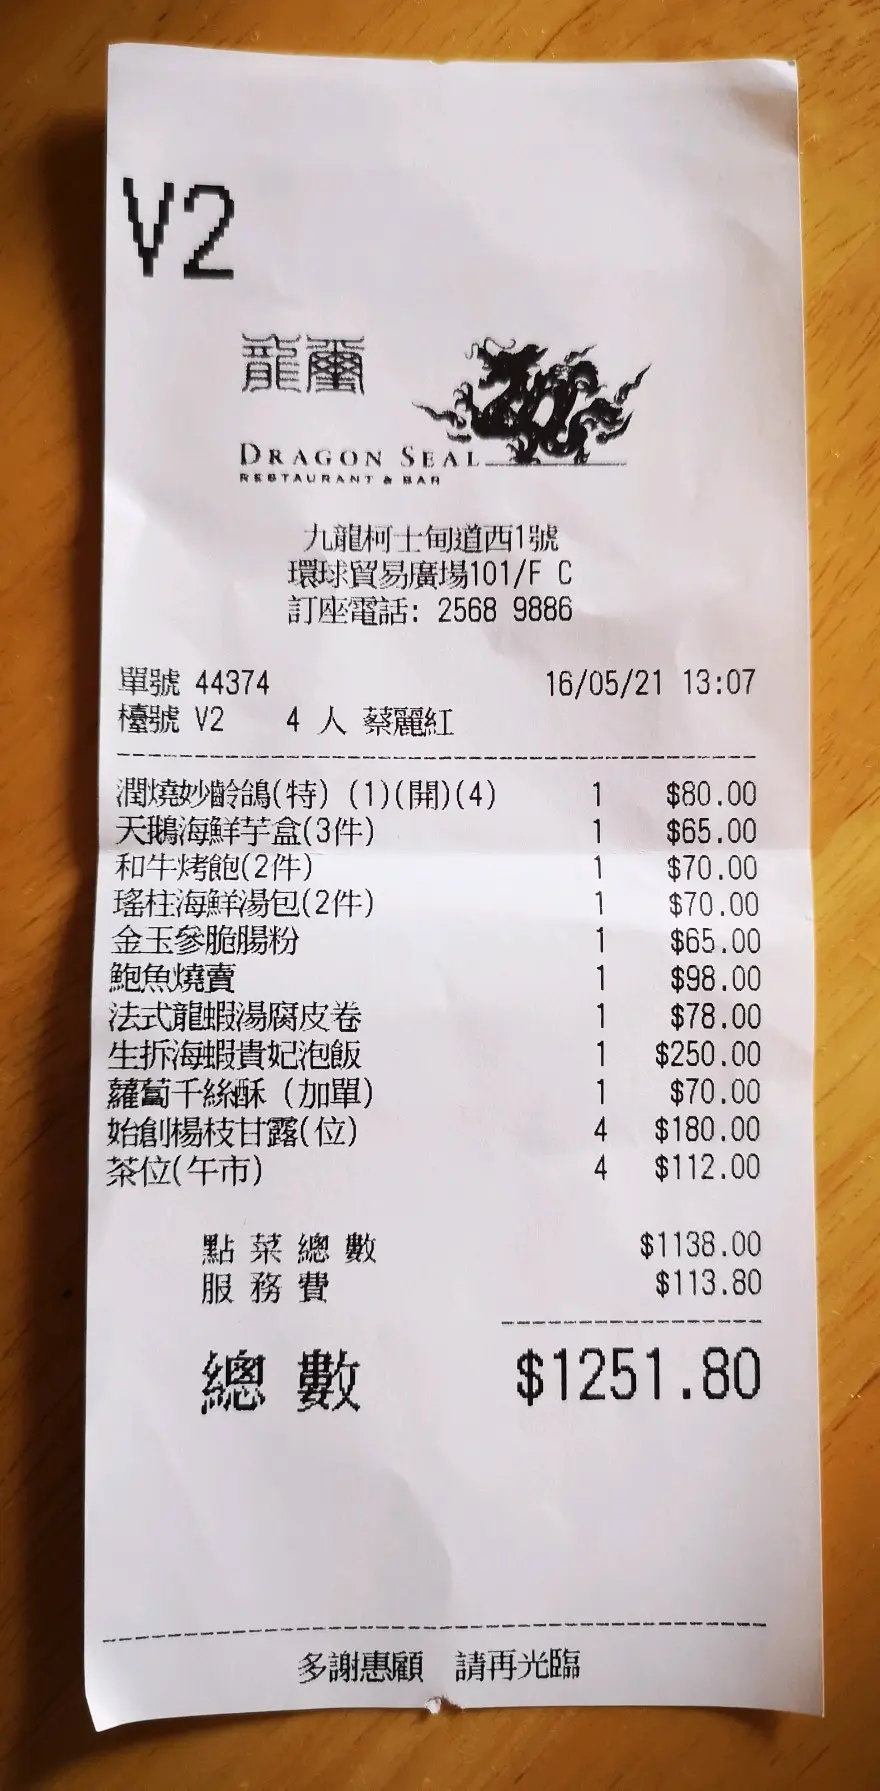 V2
龍璽
DRAGON SEAL
RESTAURANT & BAR
九龍柯士甸道西1號
環球貿易廣場101/F C
訂座電話: 2568 9886
單號 44374 16/05/21 13:07
檯號 V2 4 人 蔡麗紅
潤燒妙齡鴿(特) (1)(開)(4) 1 $80.00
天鵝海鮮芋盒(3件) 1 $65.00
和牛烤飽(2件) 1 $70.00
瑤柱海鮮湯包(2件) 1 $70.00
金玉參脆腸粉 1 $65.00
鮑魚燒賣 1 $98.00
法式龍蝦湯腐皮卷 1 $78.00
生拆海蝦貴妃泡飯 1 $250.00
蘿蔔千絲酥 (加單) 1 $70.00
始創楊枝甘露(位) 4 $180.00
茶位(午市) 4 $112.00
點菜總數 $1138.00
服務費 $113.80
總數 $1251.80
多謝惠顧 請再光臨